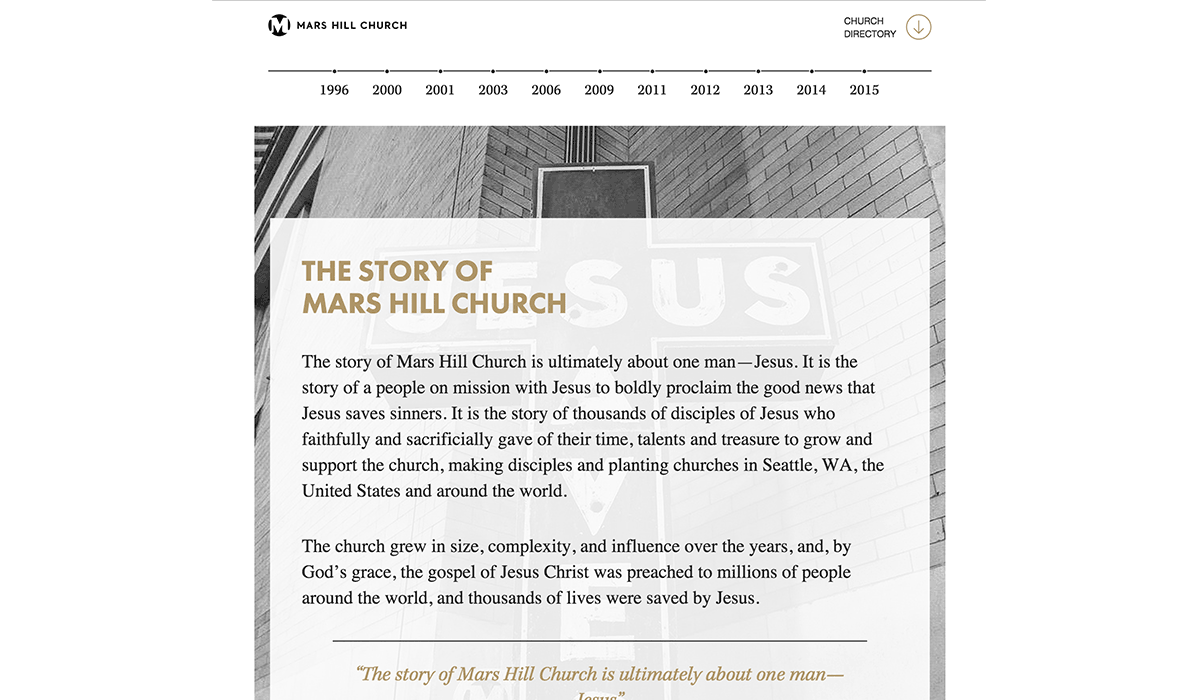 MARS HILL CHURCH
CHURCH
DIRECTORY
1996 2000 2001 2003 2006 2009 2011 2012 2013 2014 2015
JESUS
THE STORY OF
MARS HILL CHURCH
The story of Mars Hill Church is ultimately about one man—Jesus. It is the
story of a people on mission with Jesus to boldly proclaim the good news that
Jesus saves sinners. It is the story of thousands of disciples of Jesus who
faithfully and sacrificially gave of their time, talents and treasure to grow and
support the church, making disciples and planting churches in Seattle, WA, the
United States and around the world.
The church grew in size, complexity, and influence over the years, and, by
God's grace, the gospel of Jesus Christ was preached to millions of people
around the world, and thousands of lives were saved by Jesus.
“The story of Mars Hill Church is ultimately about one man—
Jesus”